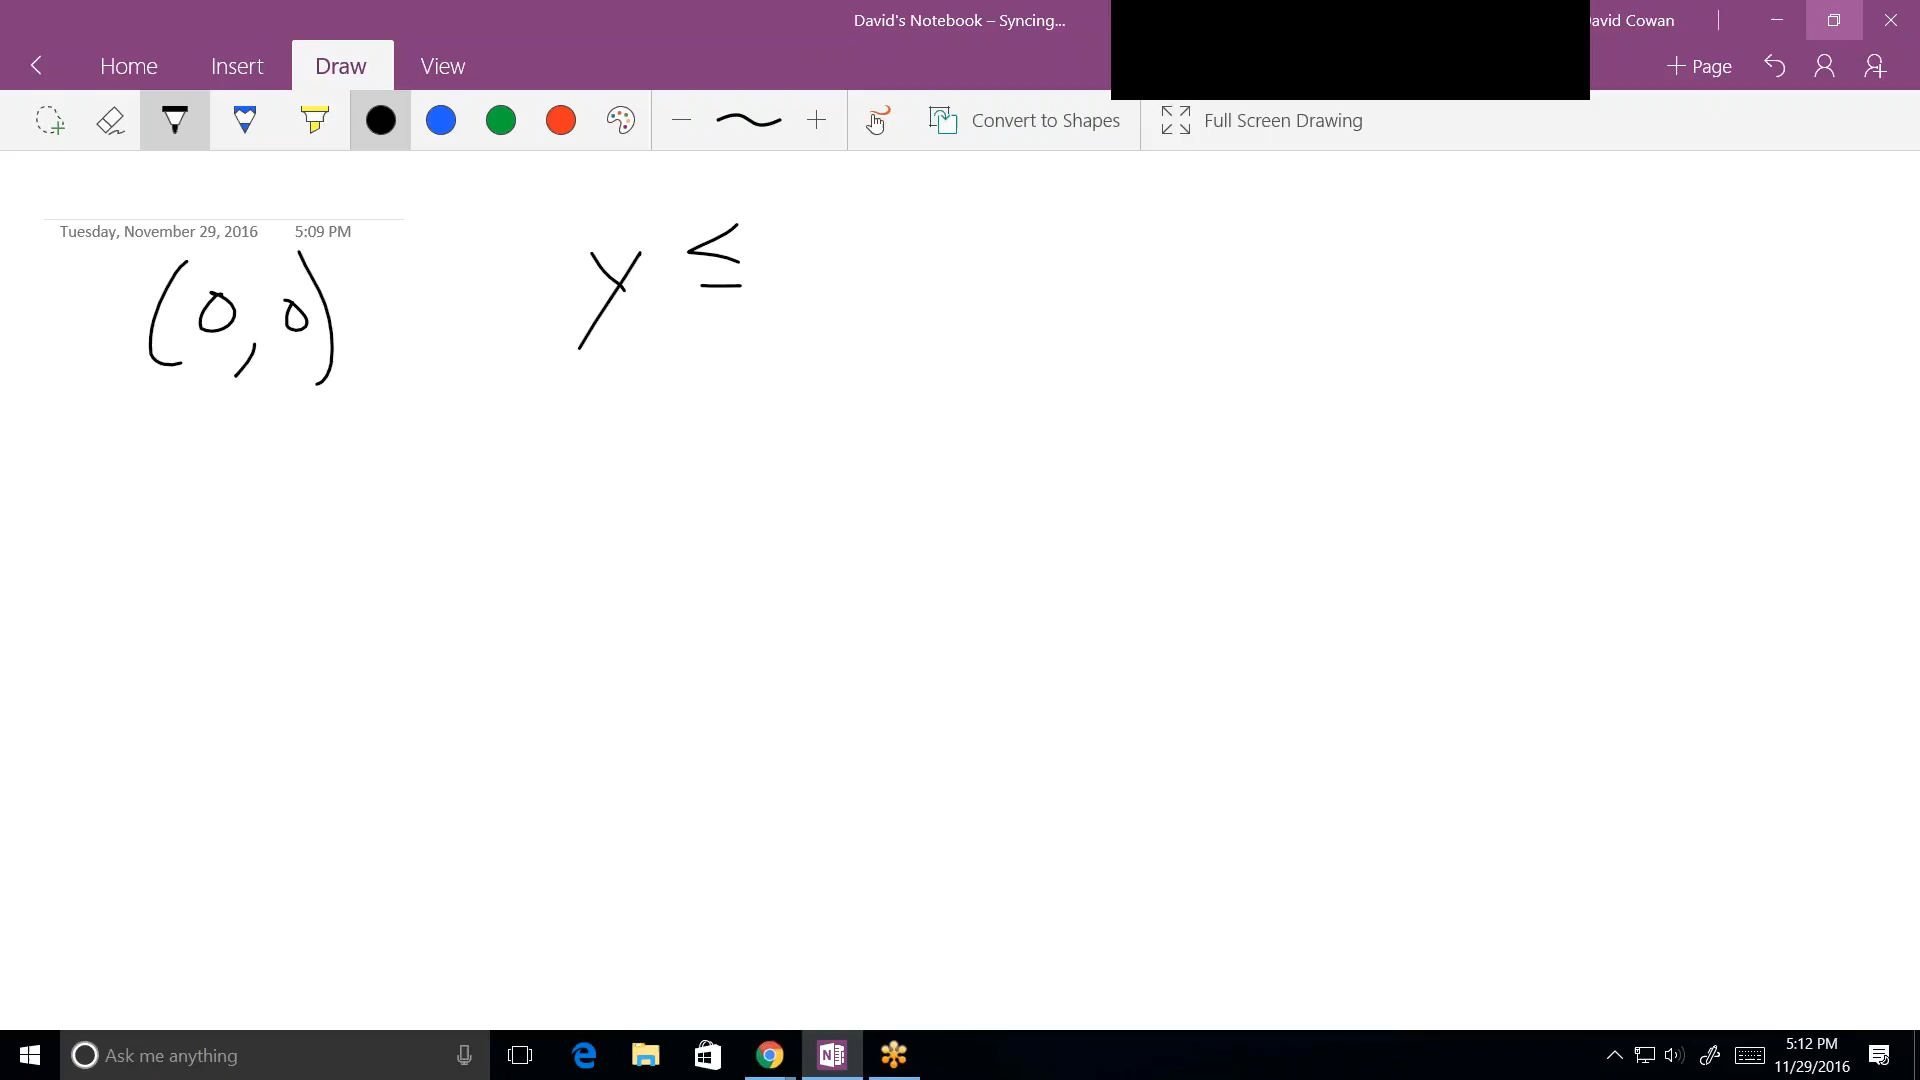 David's Notebook – Syncing...
avid Cowan
Home Insert Draw View
Page
Convert to Shapes Full Screen Drawing
Tuesday, November 29, 2016 5:09 PM
(0,0) y ≤
Ask me anything
5:12 PM
11/29/2016